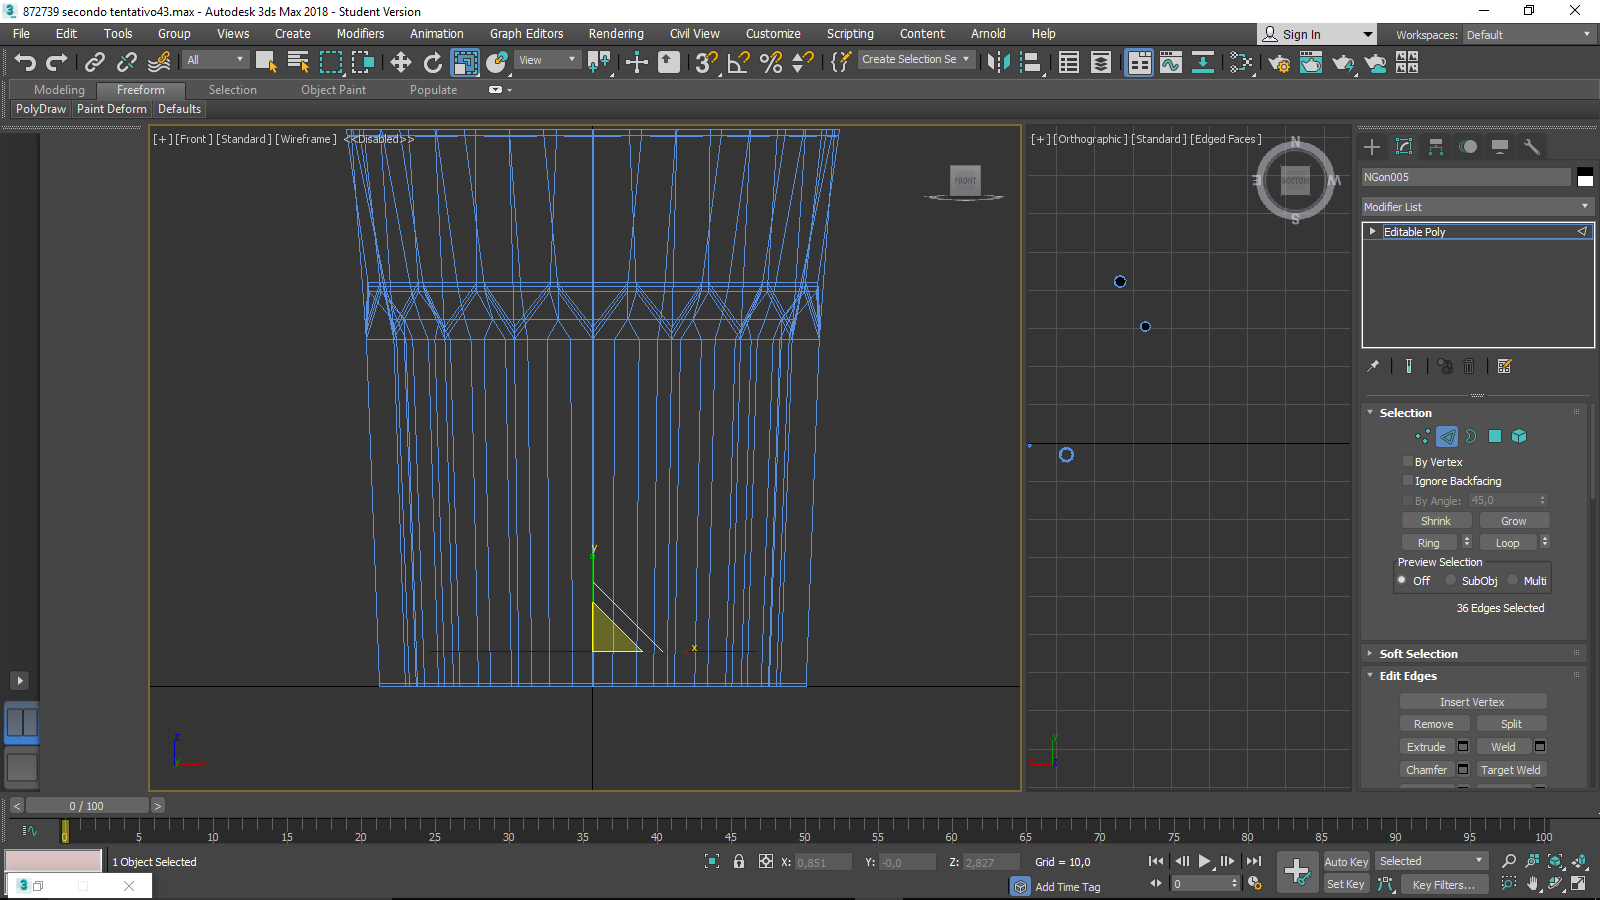 872739 secondo tentativo43.max - Autodesk 3ds Max 2018 - Student Version
File Edit Tools Group Views Create Modifiers Animation Graph Editors Rendering Civil View Customize Scripting Content Arnold Help Sign In Workspaces: Default
All View Create Selection Se
Modeling Freeform Selection Object Paint Populate
PolyDraw Paint Deform Defaults
[+] [Front] [Standard] [Wireframe] <<Disabled>>
[+] [Orthographic] [Standard] [Edged Faces]
FRONT
N
E BOTTOM W
S
NGon005
Modifier List
Editable Poly
Selection
By Vertex
Ignore Backfacing
By Angle: 45,0
Shrink Grow
Ring Loop
Preview Selection
Off SubObj Multi
36 Edges Selected
Soft Selection
Edit Edges
Insert Vertex
Remove Split
Extrude Weld
Chamfer Target Weld
y
x
z
y
y
z
< 0 / 100 >
0 5 10 15 20 25 30 35 40 45 50 55 60 65 70 75 80 85 90 95 100
1 Object Selected X: 0,851 Y: -0,0 Z: 2,827 Grid = 10,0 Auto Key Selected
Add Time Tag 0 Set Key Key Filters...
3